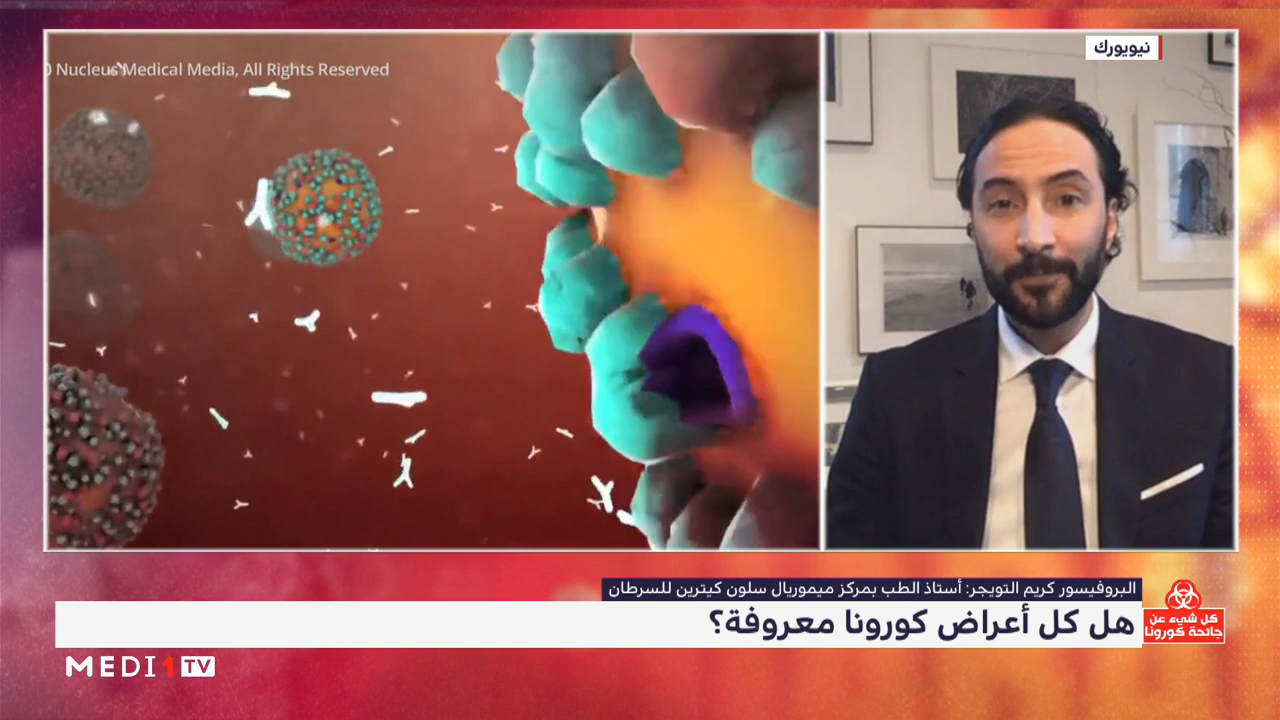 0 Nucleus Medical Media, All Rights Reserved
نيويورك
البروفيسور كريم التويجر: أستاذ الطب بمركز ميموريال سلون كيترين للسرطان
هل كل أعراض كورونا معروفة؟
كل شيء عن
جائحة كورونا
MEDI1TV